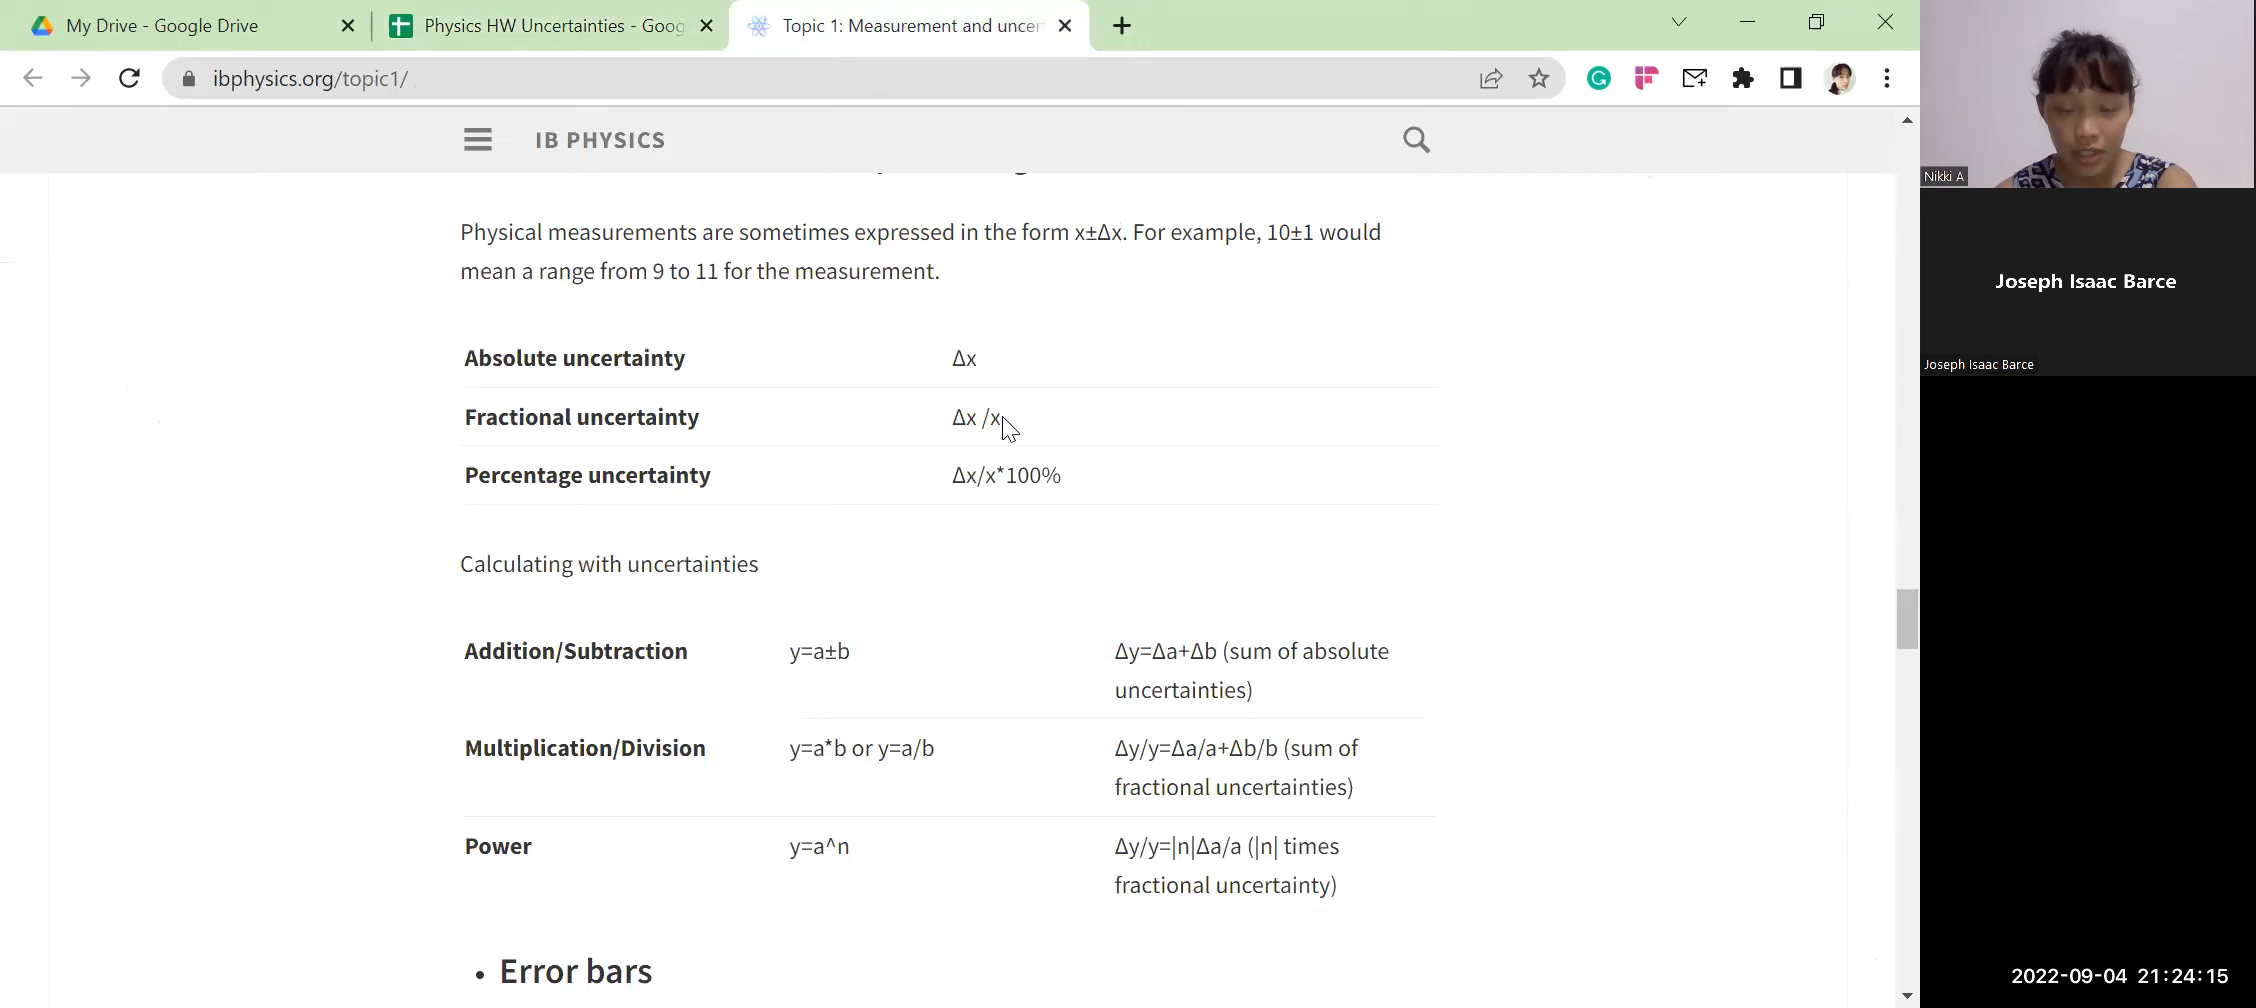 My Drive - Google Drive
Physics HW Uncertainties - Goog
Topic 1: Measurement and uncer
ibphysics.org/topic1/
IB PHYSICS
Physical measurements are sometimes expressed in the form x±Δx. For example, 10±1 would
mean a range from 9 to 11 for the measurement.
Absolute uncertainty Δx
Fractional uncertainty Δx /x
Percentage uncertainty Δx/x*100%
Calculating with uncertainties
Addition/Subtraction y=a±b Δy=Δa+Δb (sum of absolute
uncertainties)
Multiplication/Division y=a*b or y=a/b Δy/y=Δa/a+Δb/b (sum of
fractional uncertainties)
Power y=a^n Δy/y=|n|Δa/a (|n| times
fractional uncertainty)
• Error bars
Nikki A
Joseph Isaac Barce
Joseph Isaac Barce
2022-09-04 21:24:15